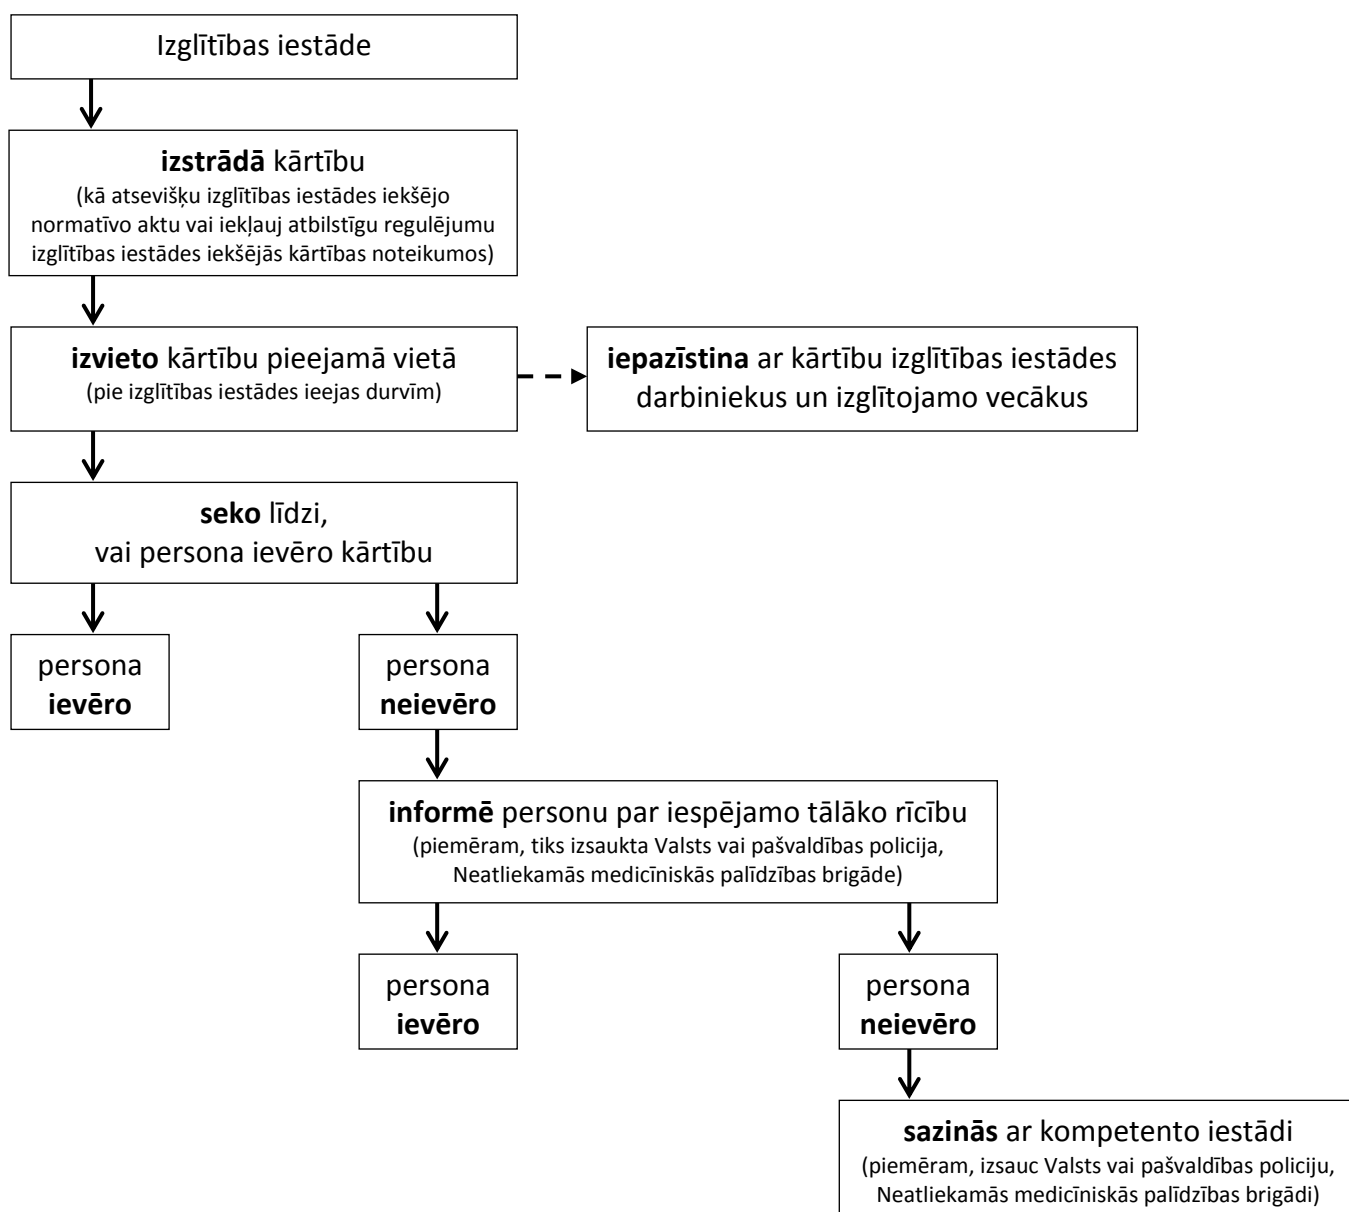 Izglītības iestāde
izstrādā kārtību
(kā atsevišķu izglītības iestādes iekšējo
normatīvo aktu vai iekļauj atbilstīgu regulējumu
izglītības iestādes iekšējās kārtības noteikumos)
izvieto kārtību pieejamā vietā
(pie izglītības iestādes ieejas durvīm)
iepazīstina ar kārtību izglītības iestādes
darbiniekus un izglītojamo vecākus
seko līdzi,
vai persona ievēro kārtību
persona
ievēro
persona
neievēro
informē personu par iespējamo tālāko rīcību
(piemēram, tiks izsaukta Valsts vai pašvaldības policija,
Neatliekamās medicīniskās palīdzības brigāde)
persona
ievēro
persona
neievēro
sazinās ar kompetento iestādi
(piemēram, izsauc Valsts vai pašvaldības policiju,
Neatliekamās medicīniskās palīdzības brigādi)